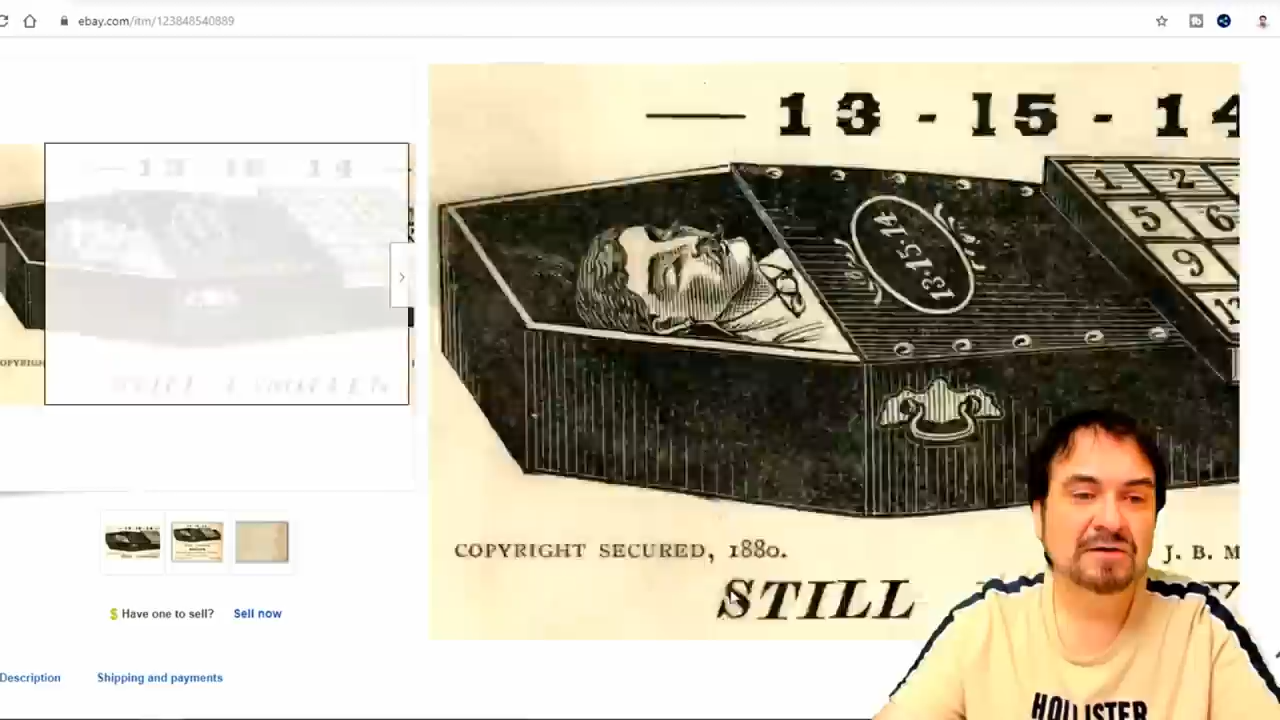 ebay.com/itm/123848540889
13 - 15 - 14
13-15-14
1 2
5 6
9
13
COPYRIGHT SECURED, 1880.
J. B. M
STILL
$ Have one to sell? Sell now
Description Shipping and payments
HOLLISTER